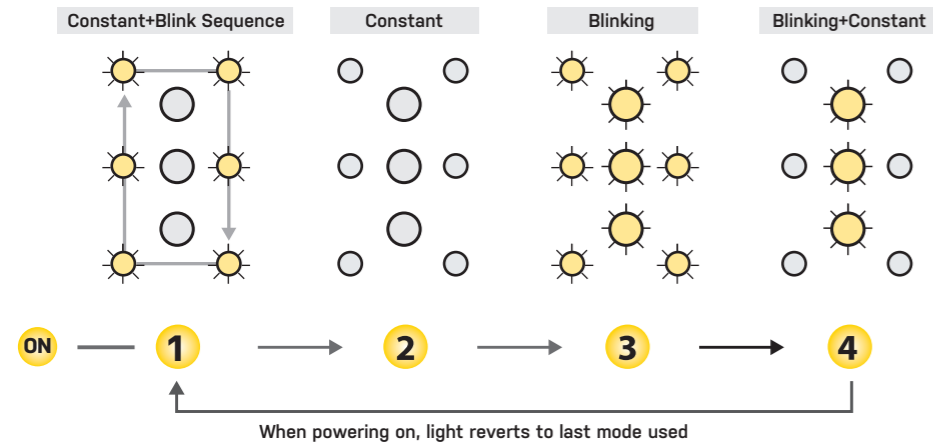 Constant+Blink Sequence
Constant
Blinking
Blinking+Constant
ON
1
2
3
4
When powering on, light reverts to last mode used